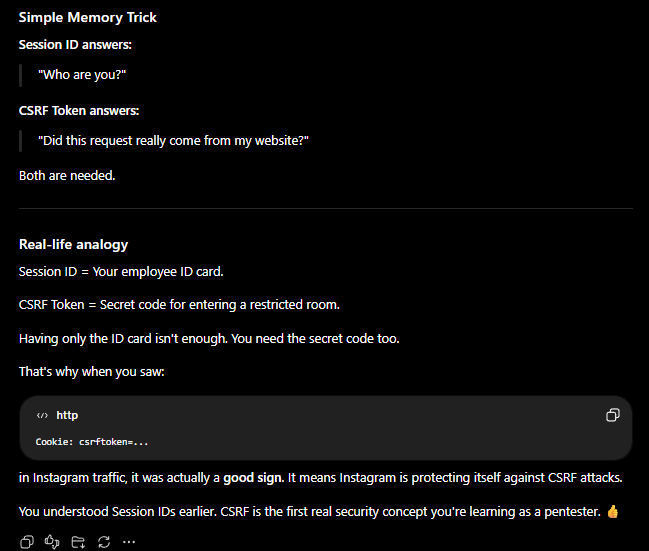 Simple Memory Trick
Session ID answers:
"Who are you?"
CSRF Token answers:
"Did this request really come from my website?"
Both are needed.
Real-life analogy
Session ID = Your employee ID card.
CSRF Token = Secret code for entering a restricted room.
Having only the ID card isn't enough. You need the secret code too.
That's why when you saw:
</> http
Cookie: csrftoken=...
in Instagram traffic, it was actually a good sign. It means Instagram is protecting itself against CSRF attacks.
You understood Session IDs earlier. CSRF is the first real security concept you're learning as a pentester. 👍